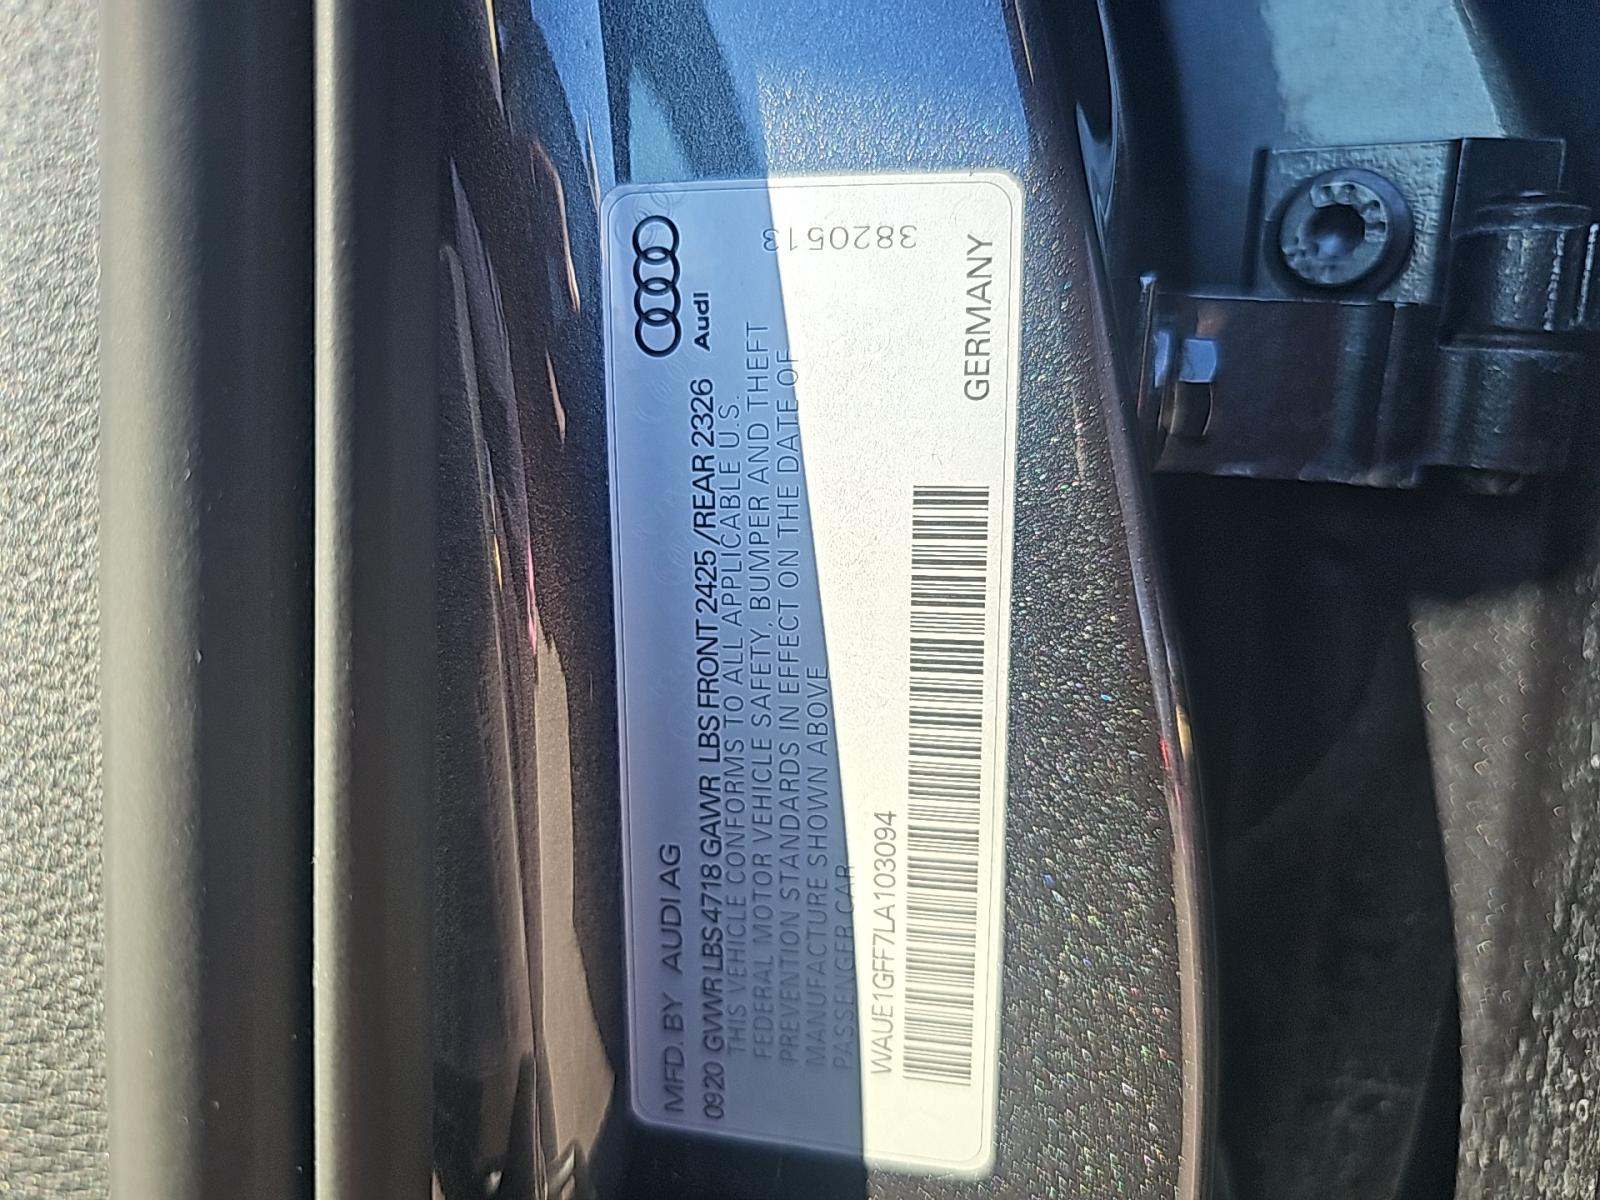 MFD. BY AUDI AG
Audi
0920 GVWR LBS 4718 GAWR LBS FRONT 2425 /REAR 2326
THIS VEHICLE CONFORMS TO ALL APPLICABLE U.S.
FEDERAL MOTOR VEHICLE SAFETY, BUMPER AND THEFT
PREVENTION STANDARDS IN EFFECT ON THE DATE OF
MANUFACTURE SHOWN ABOVE
PASSENGER CAR
3820513
WAUE1GFF7LA103094
GERMANY